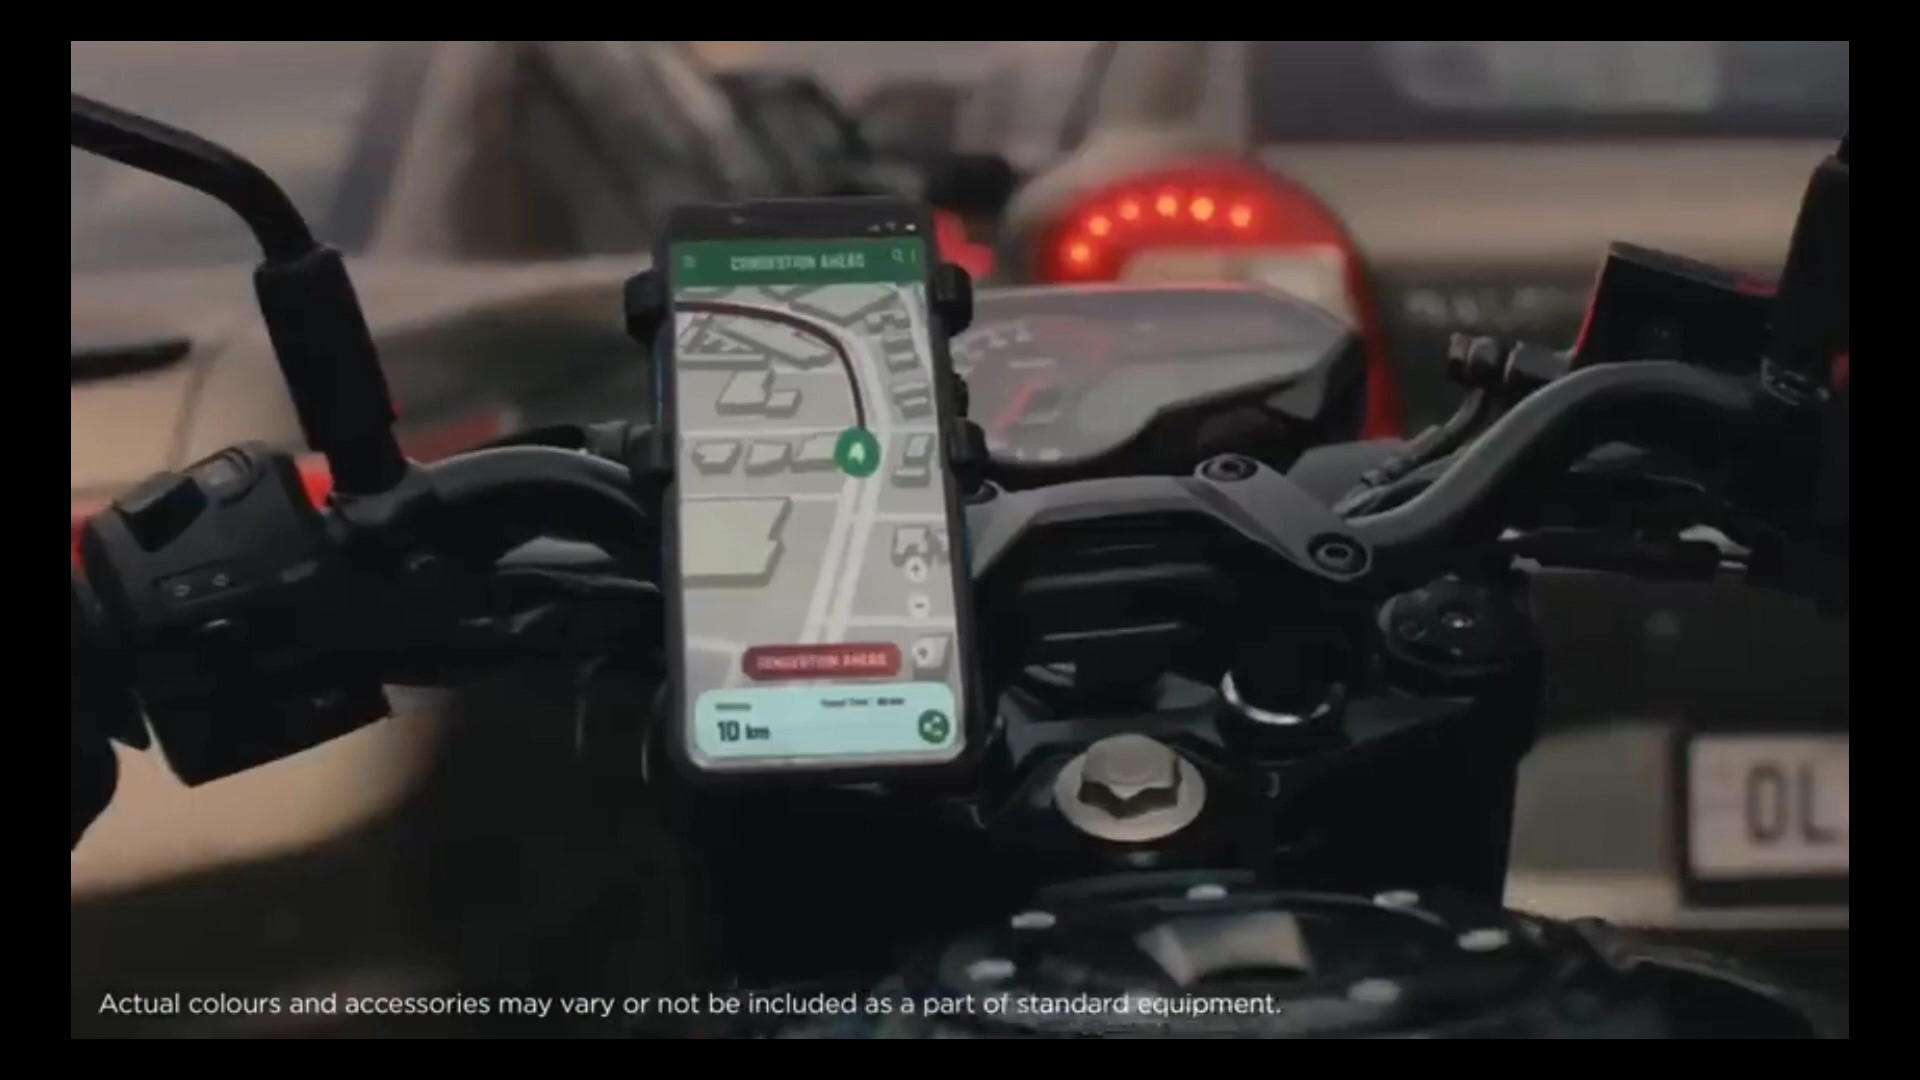 CONGESTION AHEAD
CONGESTION AHEAD
10 km
OL
Actual colours and accessories may vary or not be included as a part of standard equipment.